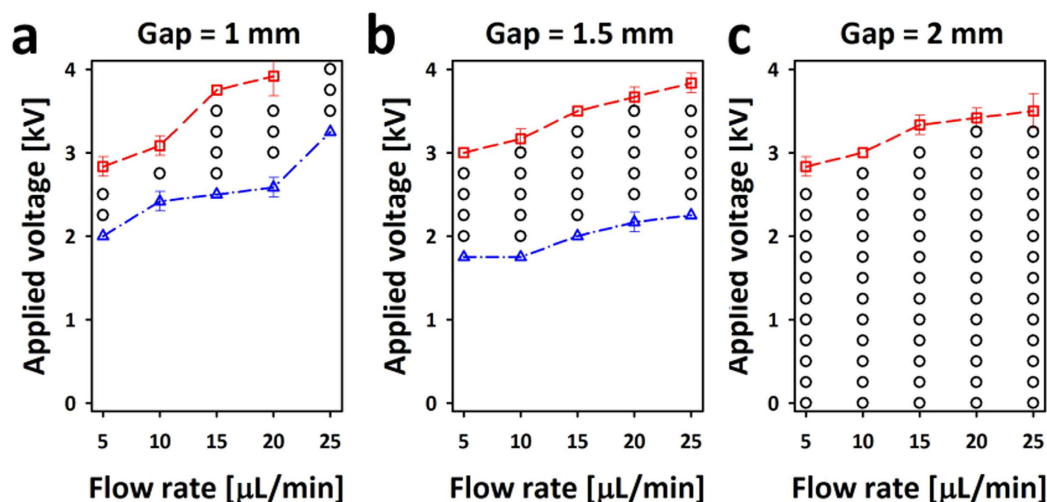 a Gap = 1 mm
4
3
2
1
0
Applied voltage [kV]
5 10 15 20 25
Flow rate [μL/min]
b Gap = 1.5 mm
4
3
2
1
0
Applied voltage [kV]
5 10 15 20 25
Flow rate [μL/min]
c Gap = 2 mm
4
3
2
1
0
Applied voltage [kV]
5 10 15 20 25
Flow rate [μL/min]